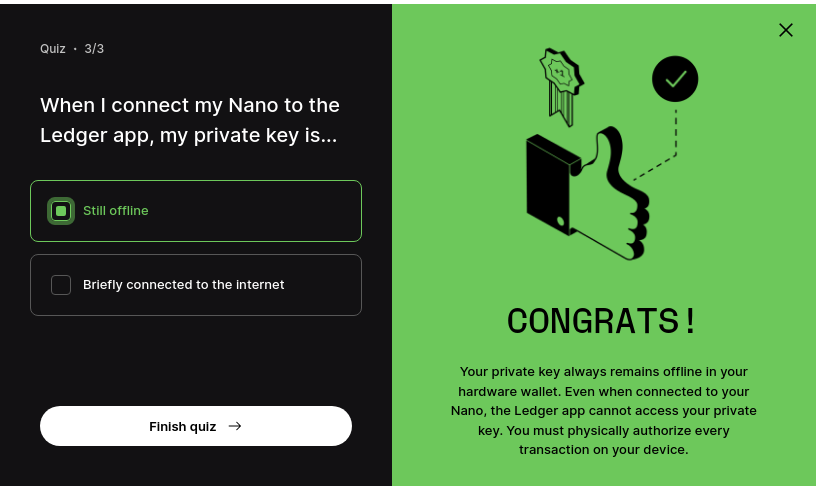 Quiz • 3/3
When I connect my Nano to the
Ledger app, my private key is...
Still offline
Briefly connected to the internet
Finish quiz →
CONGRATS!
Your private key always remains offline in your
hardware wallet. Even when connected to your
Nano, the Ledger app cannot access your private
key. You must physically authorize every
transaction on your device.